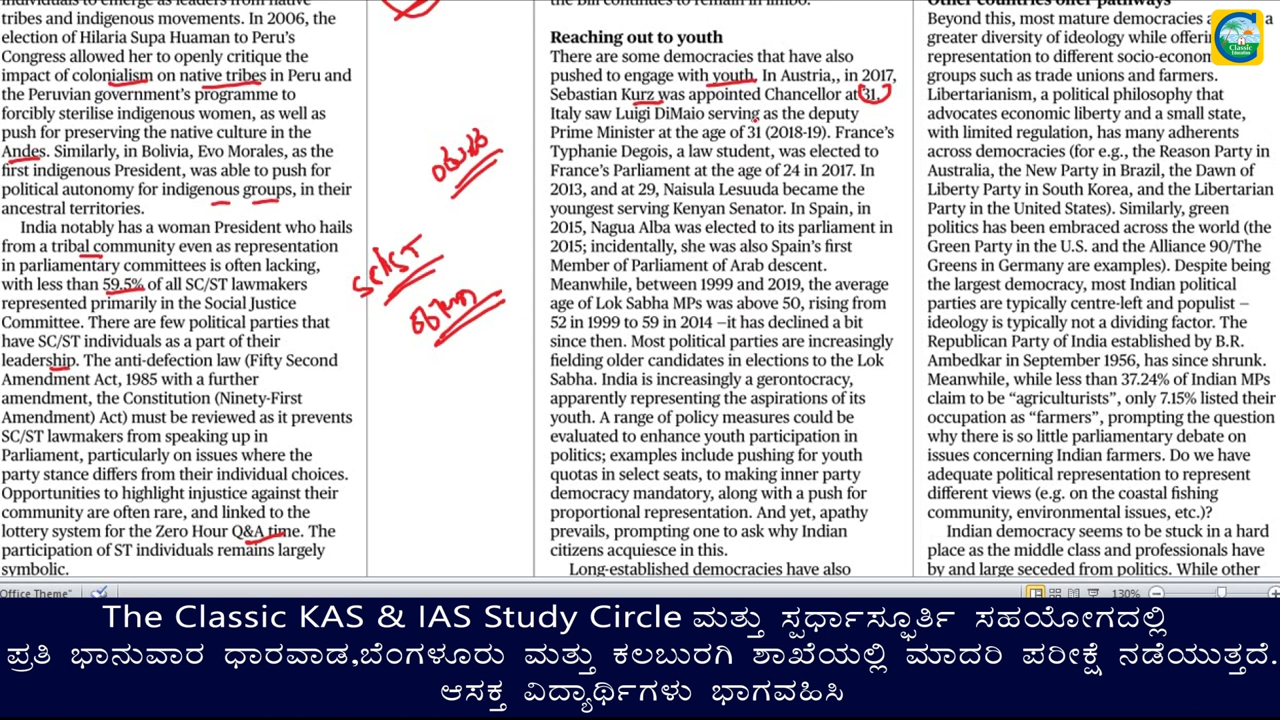 individuals to emerge as leaders from native
tribes and indigenous movements. In 2006, the
election of Hilaria Supa Huaman to Peru's
Congress allowed her to openly critique the
impact of colonialism on native tribes in Peru and
the Peruvian government's programme to
forcibly sterilise indigenous women, as well as
push for preserving the native culture in the
Andes. Similarly, in Bolivia, Evo Morales, as the
first indigenous President, was able to push for
political autonomy for indigenous groups, in their
ancestral territories.
India notably has a woman President who hails
from a tribal community even as representation
in parliamentary committees is often lacking,
with less than 59.5% of all SC/ST lawmakers
represented primarily in the Social Justice
Committee. There are few political parties that
have SC/ST individuals as a part of their
leadership. The anti-defection law (Fifty Second
Amendment Act, 1985 with a further
amendment, the Constitution (Ninety-First
Amendment) Act) must be reviewed as it prevents
SC/ST lawmakers from speaking up in
Parliament, particularly on issues where the
party stance differs from their individual choices.
Opportunities to highlight injustice against their
community are often rare, and linked to the
lottery system for the Zero Hour Q&A time. The
participation of ST individuals remains largely
symbolic.
SC/ST
the Bill continues to remain in limbo.
Reaching out to youth
There are some democracies that have also
pushed to engage with youth. In Austria,, in 2017,
Sebastian Kurz was appointed Chancellor at 31.
Italy saw Luigi DiMaio serving as the deputy
Prime Minister at the age of 31 (2018-19). France's
Typhanie Degois, a law student, was elected to
France's Parliament at the age of 24 in 2017. In
2013, and at 29, Naisula Lesuuda became the
youngest serving Kenyan Senator. In Spain, in
2015, Nagua Alba was elected to its parliament in
2015; incidentally, she was also Spain's first
Member of Parliament of Arab descent.
Meanwhile, between 1999 and 2019, the average
age of Lok Sabha MPs was above 50, rising from
52 in 1999 to 59 in 2014 —it has declined a bit
since then. Most political parties are increasingly
fielding older candidates in elections to the Lok
Sabha. India is increasingly a gerontocracy,
apparently representing the aspirations of its
youth. A range of policy measures could be
evaluated to enhance youth participation in
politics; examples include pushing for youth
quotas in select seats, to making inner party
democracy mandatory, along with a push for
proportional representation. And yet, apathy
prevails, prompting one to ask why Indian
citizens acquiesce in this.
Long-established democracies have also
Other countries offer pathways
Beyond this, most mature democracies a
greater diversity of ideology while offering
representation to different socio-econom
groups such as trade unions and farmers.
Libertarianism, a political philosophy that
advocates economic liberty and a small state,
with limited regulation, has many adherents
across democracies (for e.g., the Reason Party in
Australia, the New Party in Brazil, the Dawn of
Liberty Party in South Korea, and the Libertarian
Party in the United States). Similarly, green
politics has been embraced across the world (the
Green Party in the U.S. and the Alliance 90/The
Greens in Germany are examples). Despite being
the largest democracy, most Indian political
parties are typically centre-left and populist —
ideology is typically not a dividing factor. The
Republican Party of India established by B.R.
Ambedkar in September 1956, has since shrunk.
Meanwhile, while less than 37.24% of Indian MPs
claim to be “agriculturists”, only 7.15% listed their
occupation as “farmers”, prompting the question
why there is so little parliamentary debate on
issues concerning Indian farmers. Do we have
adequate political representation to represent
different views (e.g. on the coastal fishing
community, environmental issues, etc.)?
Indian democracy seems to be stuck in a hard
place as the middle class and professionals have
by and large seceded from politics. While other
Classic
Education
Office Theme"
130%
The Classic KAS & IAS Study Circle ಮತ್ತು ಸ್ಪರ್ಧಾಸ್ಫೂರ್ತಿ ಸಹಯೋಗದಲ್ಲಿ
ಪ್ರತಿ ಭಾನುವಾರ ಧಾರವಾಡ,ಬೆಂಗಳೂರು ಮತ್ತು ಕಲಬುರಗಿ ಶಾಖೆಯಲ್ಲಿ ಮಾದರಿ ಪರೀಕ್ಷೆ ನಡೆಯುತ್ತದೆ.
ಆಸಕ್ತ ವಿದ್ಯಾರ್ಥಿಗಳು ಭಾಗವಹಿಸಿ